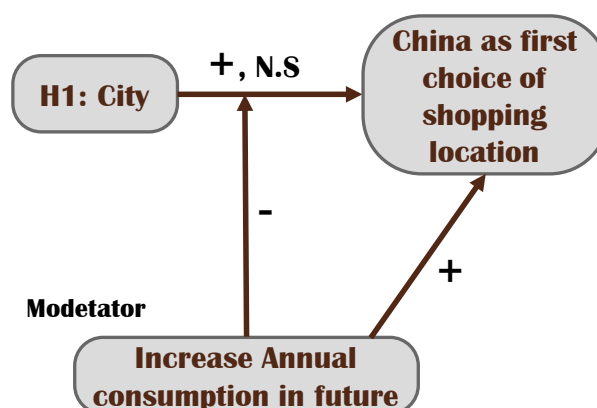 +, N.S
H1: City
China as first
choice of
shopping
location
-
+
Modetator
Increase Annual
consumption in future